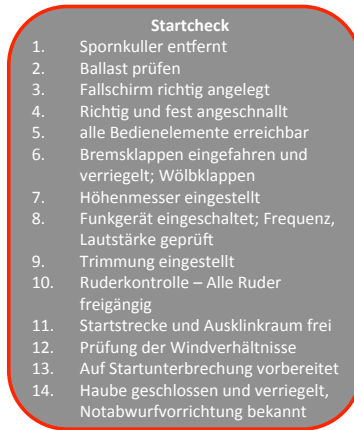 Startcheck
1. Spornkuller entfernt
2. Ballast prüfen
3. Fallschirm richtig angelegt
4. Richtig und fest angeschnallt
5. alle Bedienelemente erreichbar
6. Bremsklappen eingefahren und
verriegelt; Wölbklappen
7. Höhenmesser eingestellt
8. Funkgerät eingeschaltet; Frequenz,
Lautstärke geprüft
9. Trimmung eingestellt
10. Ruderkontrolle – Alle Ruder
freigängig
11. Startstrecke und Ausklinkraum frei
12. Prüfung der Windverhältnisse
13. Auf Startunterbrechung vorbereitet
14. Haube geschlossen und verriegelt,
Notabwurfvorrichtung bekannt